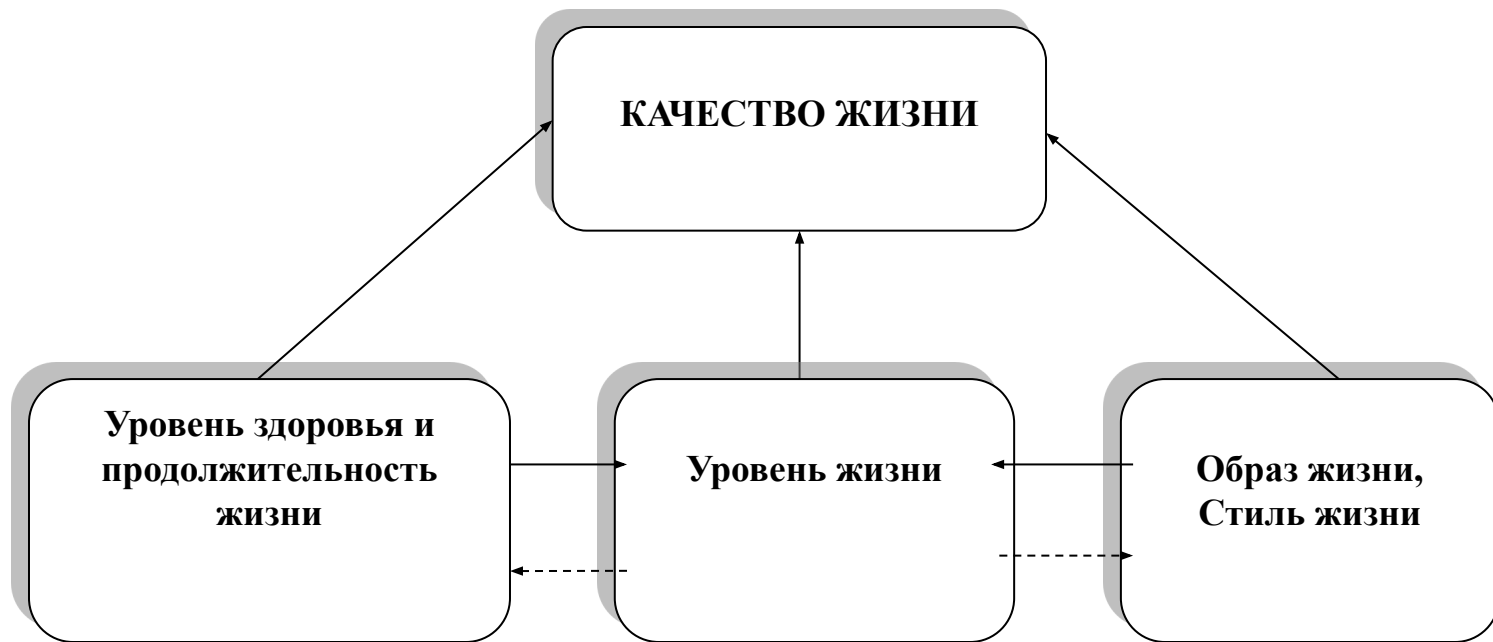 КАЧЕСТВО ЖИЗНИ
Уровень здоровья и
продолжительность
жизни
Уровень жизни
Образ жизни,
Стиль жизни